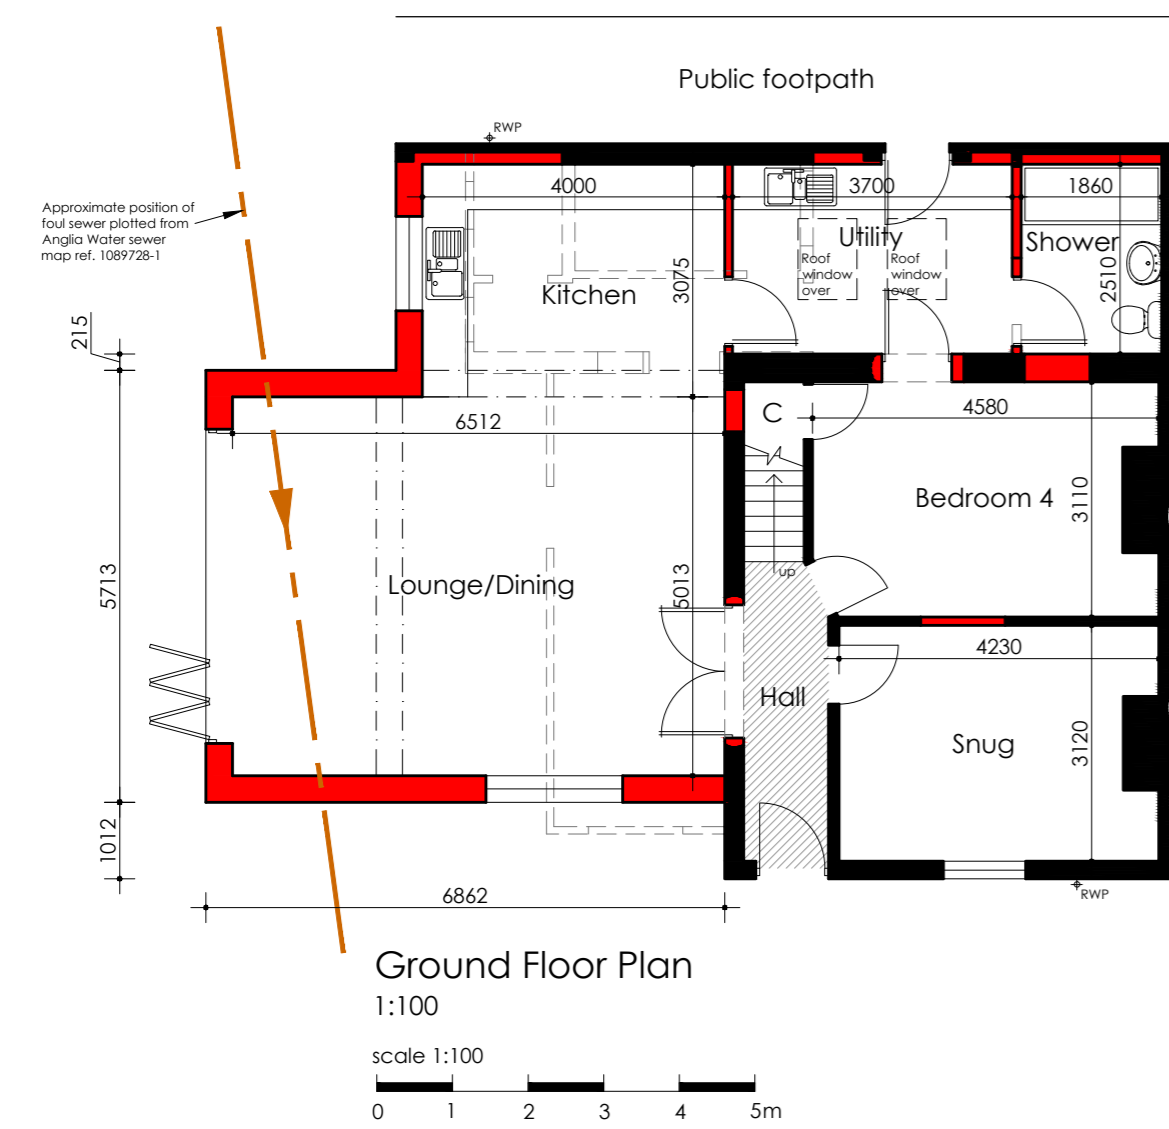 Public footpath
RWP
4000
3700
1860
Approximate position of
foul sewer plotted from
Anglia Water sewer
map ref. 1089728-1
Utility
Shower
Roof
window
over
Roof
window
over
2510
3075
Kitchen
215
6512
C
4580
Bedroom 4
3110
up
Lounge/Dining
5013
5713
4230
Hall
Snug
3120
1012
6862
RWP
Ground Floor Plan
1:100
scale 1:100
0 1 2 3 4 5m